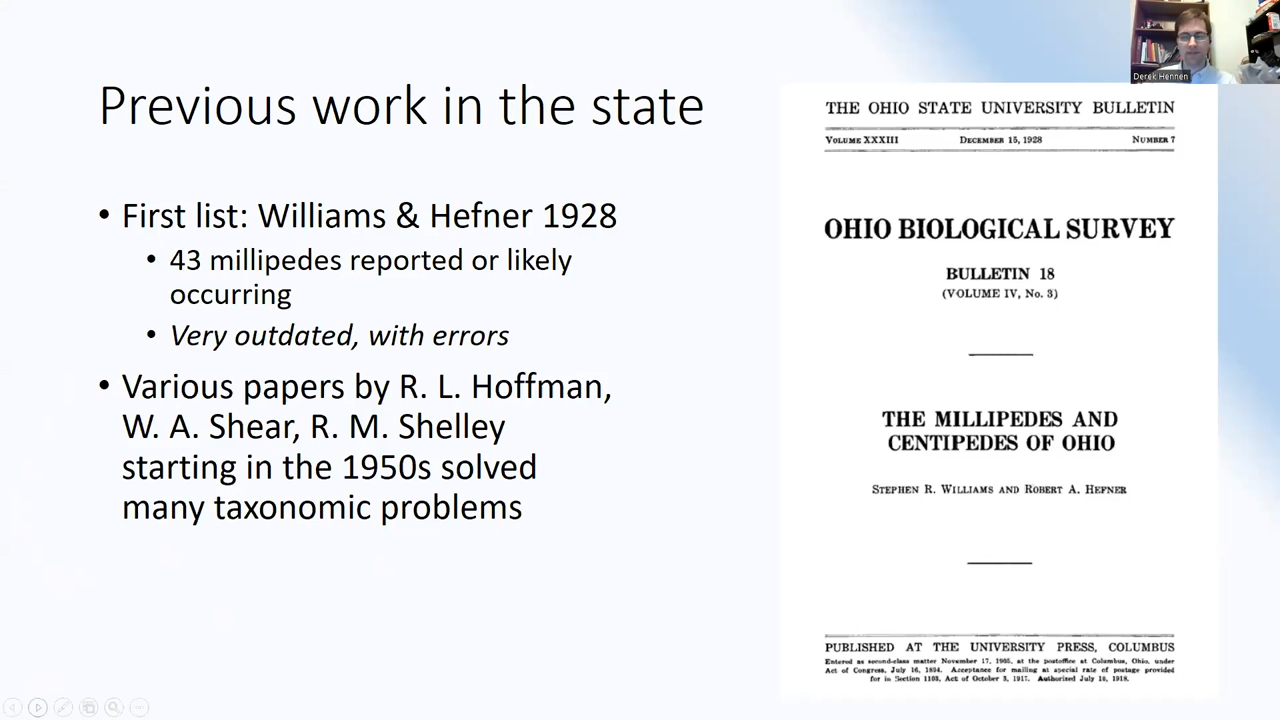 Derek Hennen
Previous work in the state
• First list: Williams & Hefner 1928
• 43 millipedes reported or likely
occurring
• Very outdated, with errors
• Various papers by R. L. Hoffman,
W. A. Shear, R. M. Shelley
starting in the 1950s solved
many taxonomic problems
THE OHIO STATE UNIVERSITY BULLETIN
VOLUME XXXIII DECEMBER 15, 1928 NUMBER 7
OHIO BIOLOGICAL SURVEY
BULLETIN 18
(VOLUME IV, No. 3)
THE MILLIPEDES AND
CENTIPEDES OF OHIO
STEPHEN R. WILLIAMS AND ROBERT A. HEFNER
PUBLISHED AT THE UNIVERSITY PRESS, COLUMBUS
Entered as second-class matter November 17, 1905, at the postoffice at Columbus, Ohio, under
Act of Congress, July 16, 1894. Acceptance for mailing at special rate of postage provided
for in Section 1103, Act of October 3, 1917. Authorized July 10, 1918.